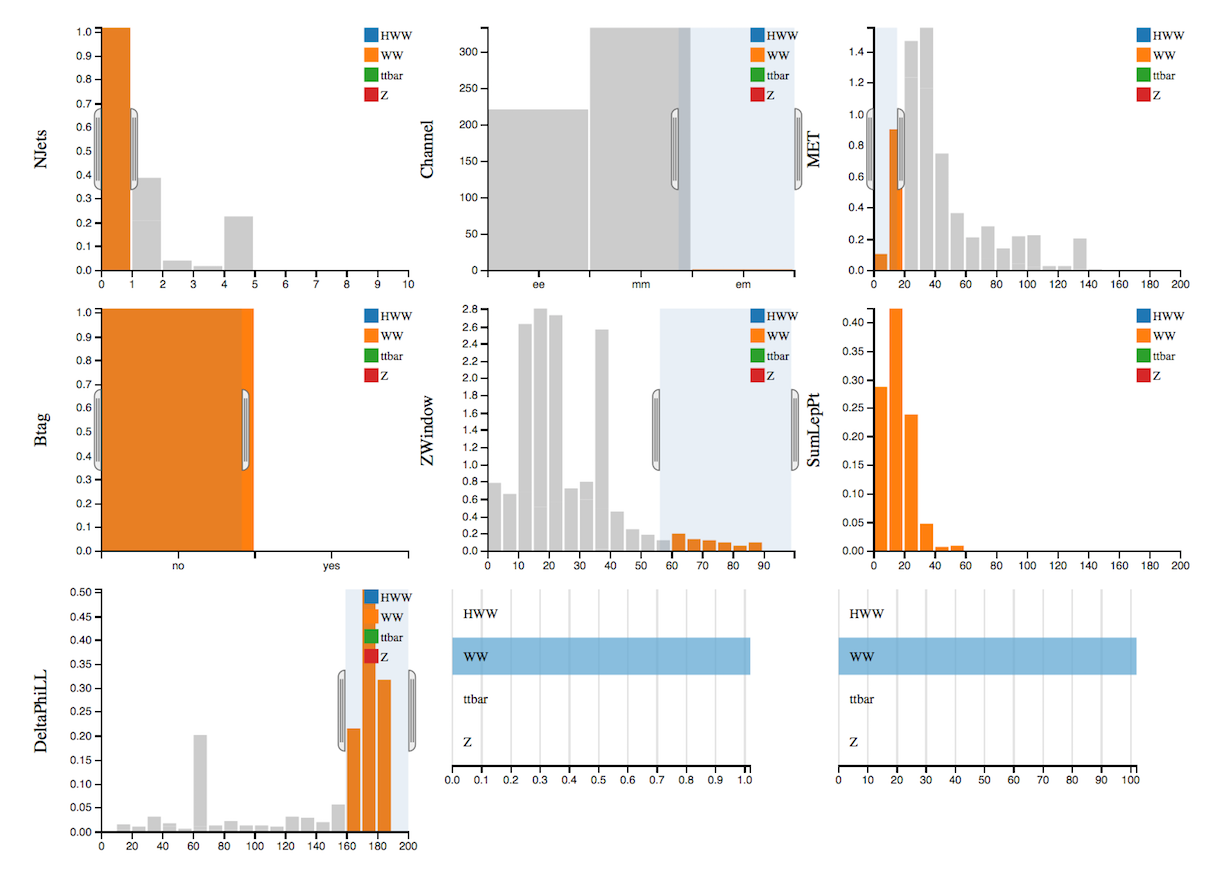 NJets
1.0
0.9
0.8
0.7
0.6
0.5
0.4
0.3
0.2
0.1
0.0
0 1 2 3 4 5 6 7 8 9 10
HWW
WW
ttbar
Z
Channel
300
250
200
150
100
50
0
ee mm em
HWW
WW
ttbar
Z
MET
1.4
1.2
1.0
0.8
0.6
0.4
0.2
0.0
0 20 40 60 80 100 120 140 160 180 200
HWW
WW
ttbar
Z
Btag
1.0
0.9
0.8
0.7
0.6
0.5
0.4
0.3
0.2
0.1
0.0
no yes
HWW
WW
ttbar
Z
ZWindow
2.8
2.6
2.4
2.2
2.0
1.8
1.6
1.4
1.2
1.0
0.8
0.6
0.4
0.2
0.0
0 10 20 30 40 50 60 70 80 90
HWW
WW
ttbar
Z
SumLepPt
0.40
0.35
0.30
0.25
0.20
0.15
0.10
0.05
0.00
0 20 40 60 80 100 120 140 160 180 200
HWW
WW
ttbar
Z
DeltaPhiLL
0.50
0.45
0.40
0.35
0.30
0.25
0.20
0.15
0.10
0.05
0.00
0 20 40 60 80 100 120 140 160 180 200
HWW
WW
ttbar
Z
HWW
WW
ttbar
Z
0.0 0.1 0.2 0.3 0.4 0.5 0.6 0.7 0.8 0.9 1.0
HWW
WW
ttbar
Z
0 10 20 30 40 50 60 70 80 90 100